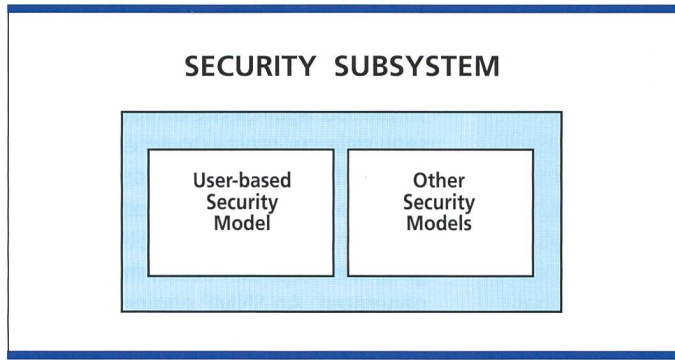 SECURITY SUBSYSTEM
User-based
Security
Model
Other
Security
Models